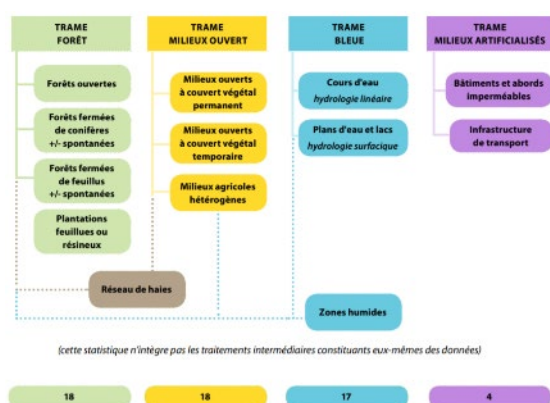 TRAME
FORÊT
TRAME
MILIEUX OUVERT
TRAME
BLEUE
TRAME
MILIEUX ARTIFICIALISÉS
Forêts ouvertes
Forêts fermées
de conifères
+/- spontanées
Forêts fermées
de feuillus
+/- spontanées
Plantations
feuillues ou
résineux
Milieux ouverts
à couvert végétal
permanent
Milieux ouverts
à couvert végétal
temporaire
Milieux agricoles
hétérogènes
Cours d'eau
hydrologie linéaire
Plans d'eau et lacs
hydrologie surfacique
Bâtiments et abords
imperméables
Infrastructure
de transport
Réseau de haies
Zones humides
(cette statistique n'intègre pas les traitements intermédiaires constituants eux-mêmes des données)
18
18
17
4